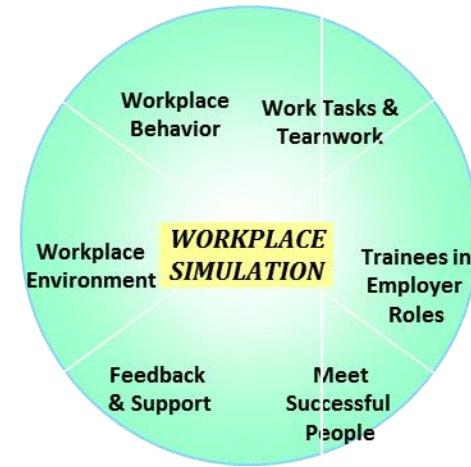 Workplace
Behavior
Work Tasks &
Teamwork
WORKPLACE
SIMULATION
Workplace
Environment
Trainees in
Employer
Roles
Feedback
& Support
Meet
Successful
People